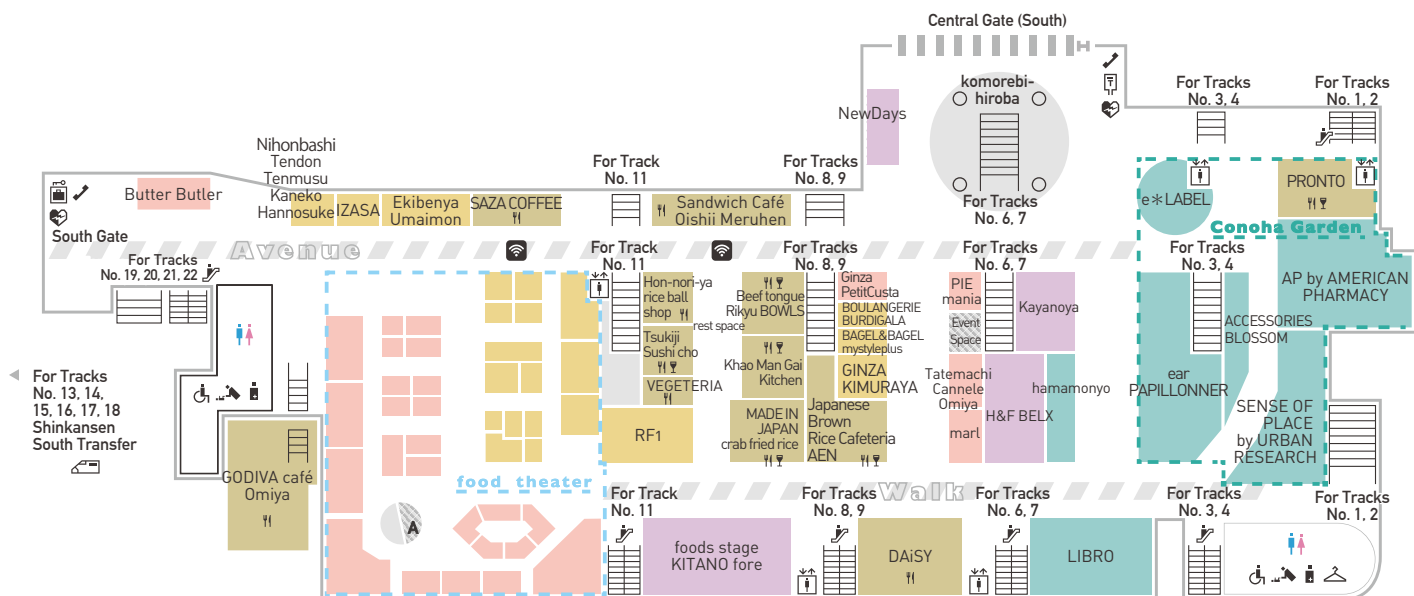 Central Gate (South)
komorebi-
hiroba
For Tracks
No. 3, 4
For Tracks
No. 1, 2
NewDays
Nihonbashi
Tendon
Tenmusu
Kaneko
Hannosuke
For Track
No. 11
For Tracks
No. 8, 9
Butter Butler
IZASA
Ekibenya
Umaimon
SAZA COFFEE
Sandwich Café
Oishii Meruhen
For Tracks
No. 6, 7
e＊LABEL
PRONTO
Conoha Garden
South Gate
Avenue
For Tracks
No. 19, 20, 21, 22
For Track
No. 11
For Tracks
No. 8, 9
For Tracks
No. 6, 7
For Tracks
No. 3, 4
AP by AMERICAN
PHARMACY
Hon-nori-ya
rice ball
shop
rest space
Beef tongue
Rikyu BOWLS
Ginza
PetitCusta
BOULANGERIE
BURDIGALA
BAGEL&BAGEL
mystyleplus
PIE
mania
Event
Space
Kayanoya
ACCESSORIES
BLOSSOM
Tsukiji
Sushi cho
Khao Man Gai
Kitchen
GINZA
KIMURAYA
VEGETERIA
Tatemachi
Cannele
Omiya
hamamonyo
ear
PAPILLONNER
For Tracks
No. 13, 14,
15, 16, 17, 18
Shinkansen
South Transfer
RF1
MADE IN
JAPAN
crab fried rice
Japanese
Brown
Rice Cafeteria
AEN
marl
H&F BELX
SENSE OF
PLACE
by URBAN
RESEARCH
GODIVA café
Omiya
food theater
Walk
For Track
No. 11
For Tracks
No. 8, 9
For Tracks
No. 6, 7
For Tracks
No. 3, 4
For Tracks
No. 1, 2
A
foods stage
KITANO fore
DAiSY
LIBRO